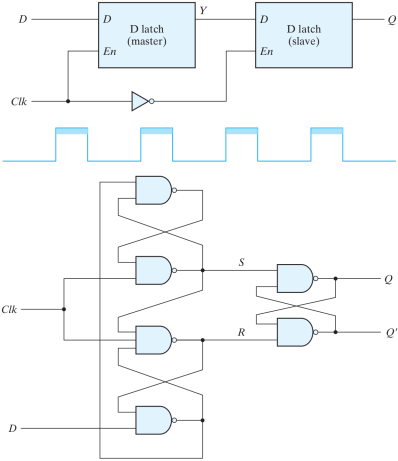 D
D
D latch
(master)
En
Y
D
D latch
(slave)
En
Q
Clk
S
Q
Clk
R
Q'
D